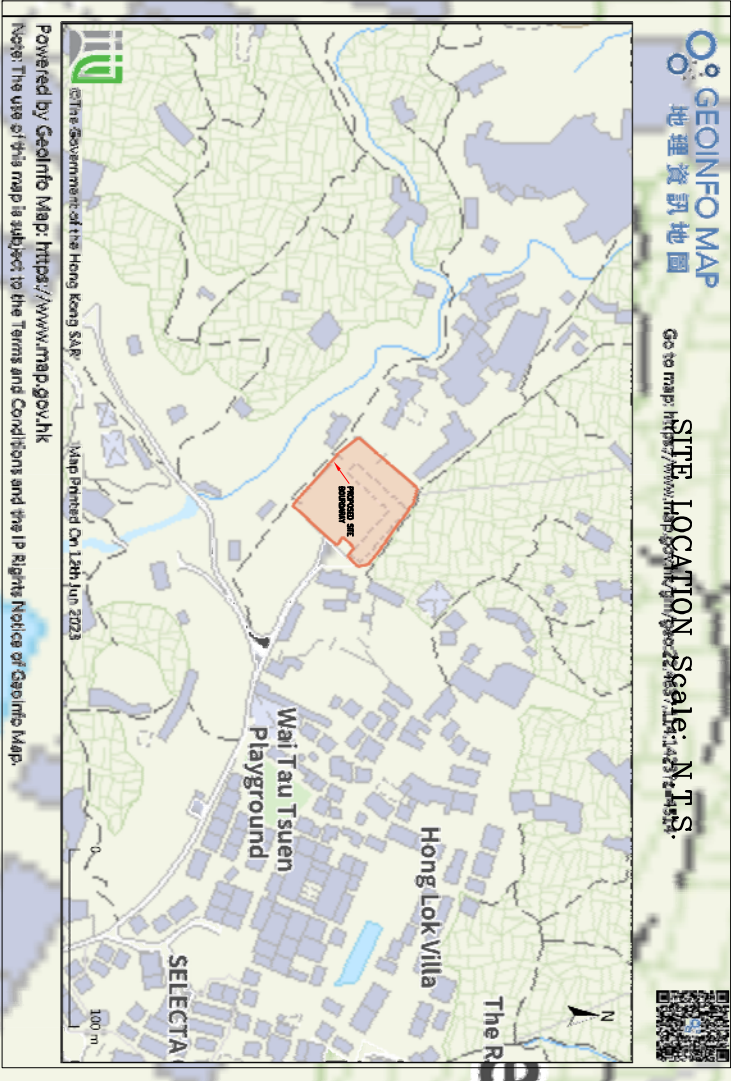 GEOINFO MAP
地理資訊地圖
SITE LOCATION Scale: N.T.S.
N
PROPOSED SITE
BOUNDARY
Wai Tau Tsuen
Playground
Hong Lok Villa
The R
SELECTA
0
100 m
©The Government of the Hong Kong SAR
Map Printed On 12th Jun 2023
Powered by GeoInfo Map: https://www.map.gov.hk
Note: The use of this map is subject to the Terms and Conditions and the IP Rights Notice of GeoInfo Map.